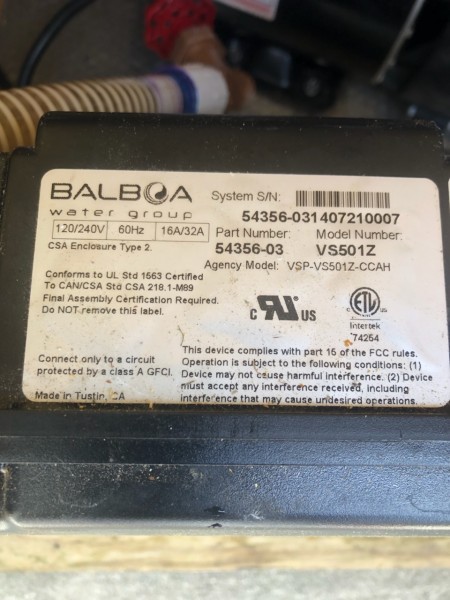 BALBOA
water group
System S/N:
54356-031407210007
120/240V 60Hz 16A/32A
Part Number: Model Number:
54356-03 VS501Z
CSA Enclosure Type 2.
Agency Model: VSP-VS501Z-CCAH
Conforms to UL Std 1563 Certified
To CAN/CSA Std CSA 218.1-M89
Final Assembly Certification Required.
Do NOT remove this label.
C RU US
ETL
Intertek
74254
Connect only to a circuit
protected by a class A GFCI.
This device complies with part 15 of the FCC rules.
Operation is subject to the following conditions: (1)
Device may not cause harmful interference. (2) Device
must accept any interference received, including
interference that may cause undesired operations.
Made in Tustin, CA